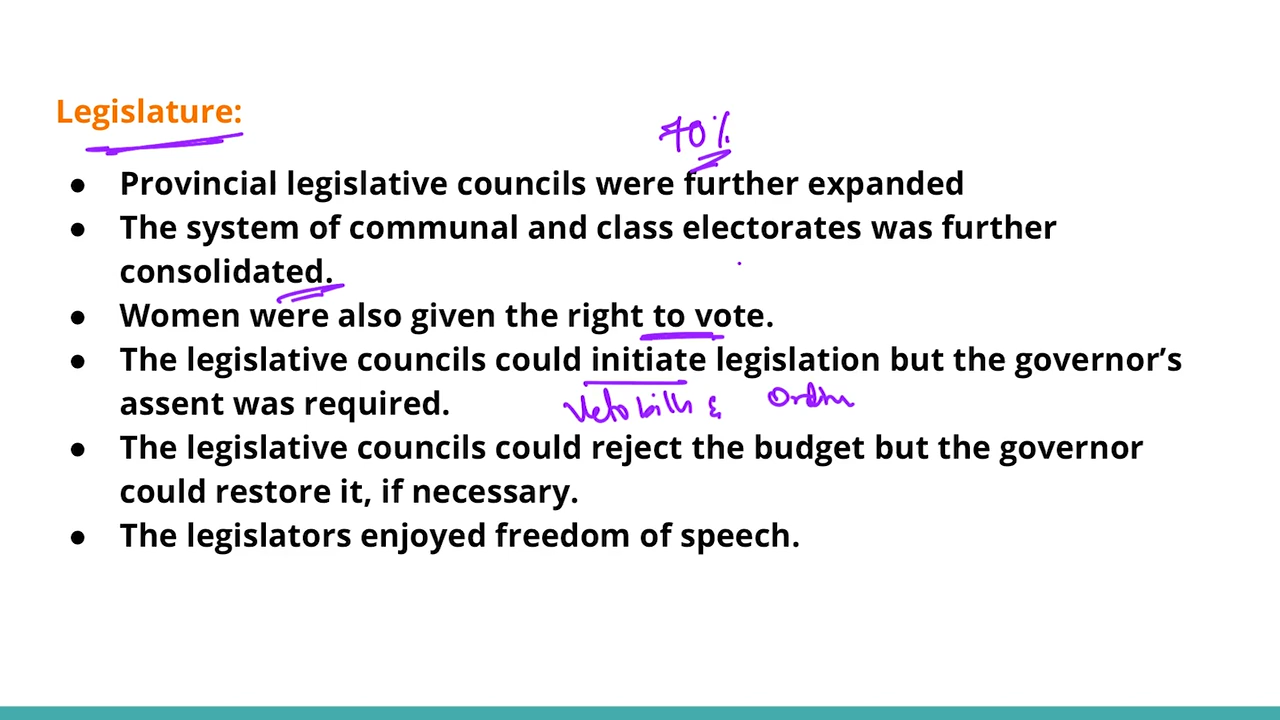 Legislature:
70%
● Provincial legislative councils were further expanded
● The system of communal and class electorates was further
consolidated.
● Women were also given the right to vote.
● The legislative councils could initiate legislation but the governor’s
assent was required.
Veto bills &
● The legislative councils could reject the budget but the governor
could restore it, if necessary.
● The legislators enjoyed freedom of speech.